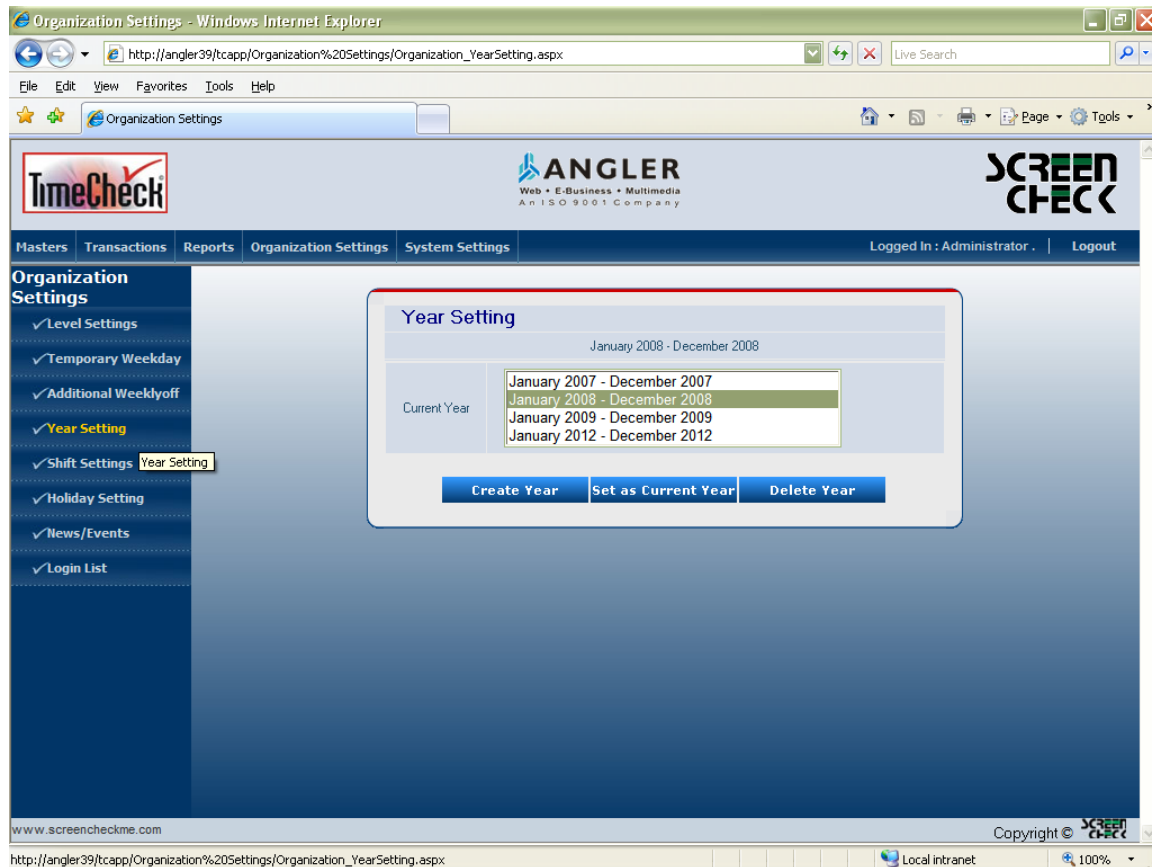 Organization Settings - Windows Internet Explorer
http://angler39/tcapp/Organization%20Settings/Organization_YearSetting.aspx
Live Search
File Edit View Favorites Tools Help
Organization Settings
Page Tools
TimeCheck
ANGLER
Web • E-Business • Multimedia
An ISO 9001 Company
SCREEN
CHECK
Masters Transactions Reports Organization Settings System Settings
Logged In : Administrator . | Logout
Organization
Settings
Level Settings
Temporary Weekday
Additional Weeklyoff
Year Setting
Shift Settings
Year Setting
Holiday Setting
News/Events
Login List
Year Setting
January 2008 - December 2008
Current Year
January 2007 - December 2007
January 2008 - December 2008
January 2009 - December 2009
January 2012 - December 2012
Create Year
Set as Current Year
Delete Year
www.screencheckme.com
Copyright © SCREEN CHECK
http://angler39/tcapp/Organization%20Settings/Organization_YearSetting.aspx
Local intranet
100%